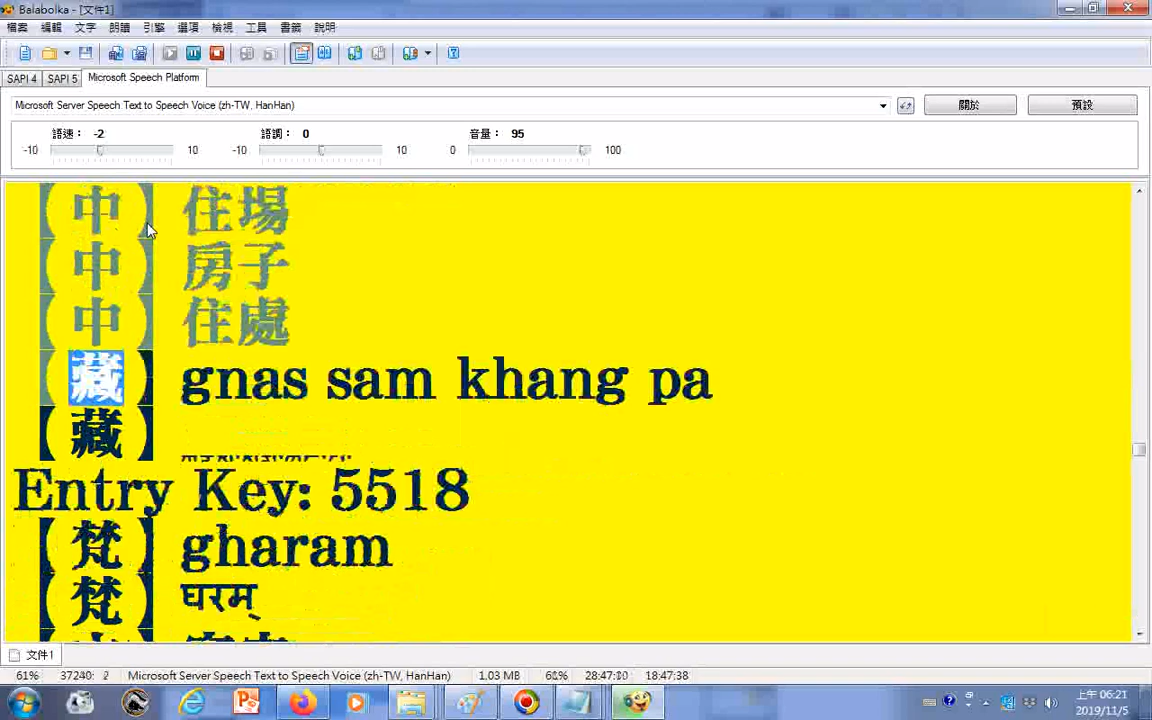 Balabolka - [文件1]
檔案 編輯 文字 朗讀 引擎 選項 檢視 工具 書籤 說明
SAPI 4 SAPI 5 Microsoft Speech Platform
Microsoft Server Speech Text to Speech Voice (zh-TW, HanHan) 關於 預設
語速： -2 語調： 0 音量： 95
-10 10 -10 10 0 100
【中】 住場
【中】 房子
【中】 住處
【藏】 gnas sam khang pa
【藏】
Entry Key: 5518
【梵】 gharam
【梵】 घरम्
文件1
61% 37240: 2 Microsoft Server Speech Text to Speech Voice (zh-TW, HanHan) 1.03 MB 61% 28:47:30 18:47:38
上午 06:21
2019/11/5